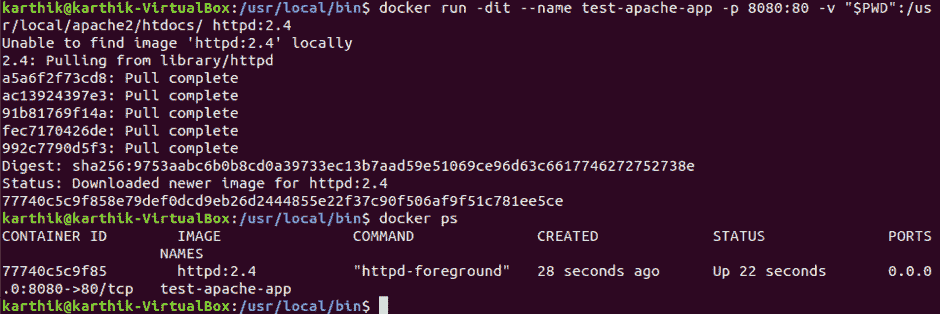 karthik@karthik-VirtualBox:/usr/local/bin$ docker run -dit --name test-apache-app -p 8080:80 -v "$PWD":/us
r/local/apache2/htdocs/ httpd:2.4
Unable to find image 'httpd:2.4' locally
2.4: Pulling from library/httpd
a5a6f2f73cd8: Pull complete
ac13924397e3: Pull complete
91b81769f14a: Pull complete
fec7170426de: Pull complete
992c7790d5f3: Pull complete
Digest: sha256:9753aabc6b0b8cd0a39733ec13b7aad59e51069ce96d63c6617746272752738e
Status: Downloaded newer image for httpd:2.4
77740c5c9f858e79def0dcd9eb26d2444855e22f37c90f506af9f51c781ee5ce
karthik@karthik-VirtualBox:/usr/local/bin$ docker ps
CONTAINER ID        IMAGE               COMMAND              CREATED             STATUS              PORTS
                  NAMES
77740c5c9f85        httpd:2.4           "httpd-foreground"   28 seconds ago      Up 22 seconds       0.0.0
.0:8080->80/tcp   test-apache-app
karthik@karthik-VirtualBox:/usr/local/bin$